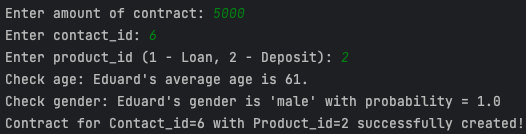 Enter amount of contract: 5000
Enter contact_id: 6
Enter product_id (1 - Loan, 2 - Deposit): 2
Check age: Eduard's average age is 61.
Check gender: Eduard's gender is 'male' with probability = 1.0
Contract for Contact_id=6 with Product_id=2 successfully created!